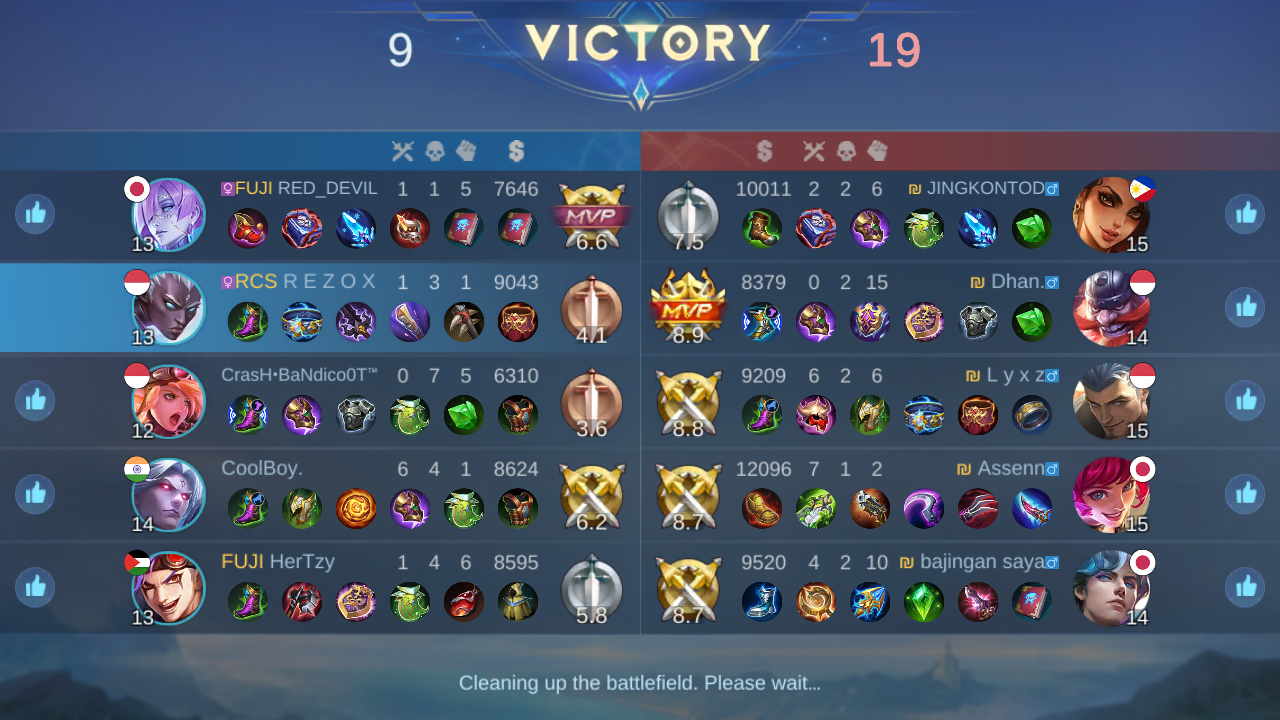 VICTORY
9 19
FUJI RED_DEVIL 1 1 5 7646 MVP 6.6 13
7.5 10011 2 2 6 JINGKONTOD 15
RCS R E Z O X 1 3 1 9043 4.1 13
MVP 8.9 8379 0 2 15 Dhan. 14
CrasH•BaNdico0T™ 0 7 5 6310 3.6 12
8.8 9209 6 2 6 L y x z 15
CoolBoy. 6 4 1 8624 6.2 14
8.7 12096 7 1 2 Assenn 15
FUJI HerTzy 1 4 6 8595 5.8 13
8.7 9520 4 2 10 bajingan saya 14
Cleaning up the battlefield. Please wait...